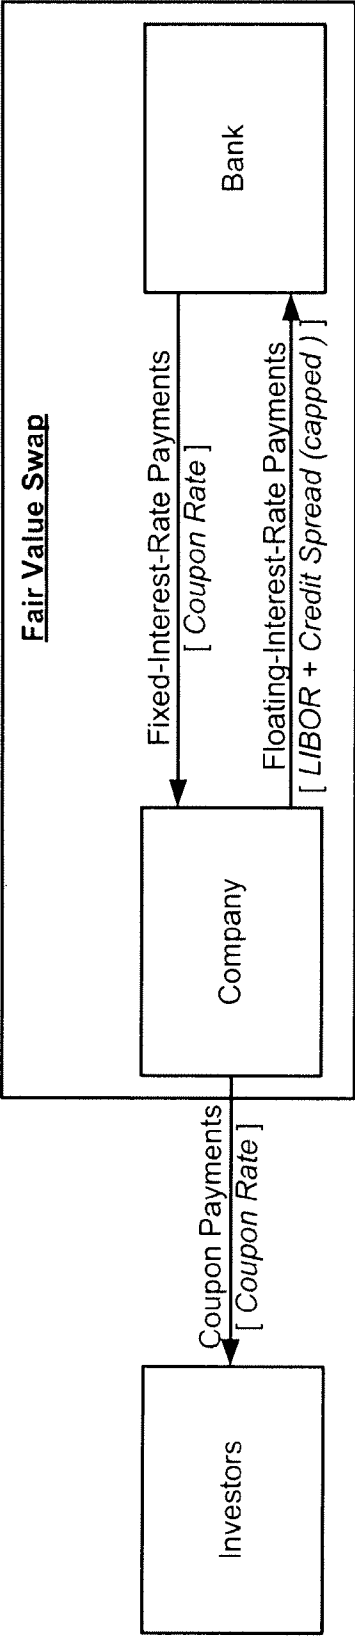 Fair Value Swap
Investors
Coupon Payments
[ Coupon Rate ]
Company
Fixed-Interest-Rate Payments
[ Coupon Rate ]
Floating-Interest-Rate Payments
[ LIBOR + Credit Spread (capped ) ]
Bank